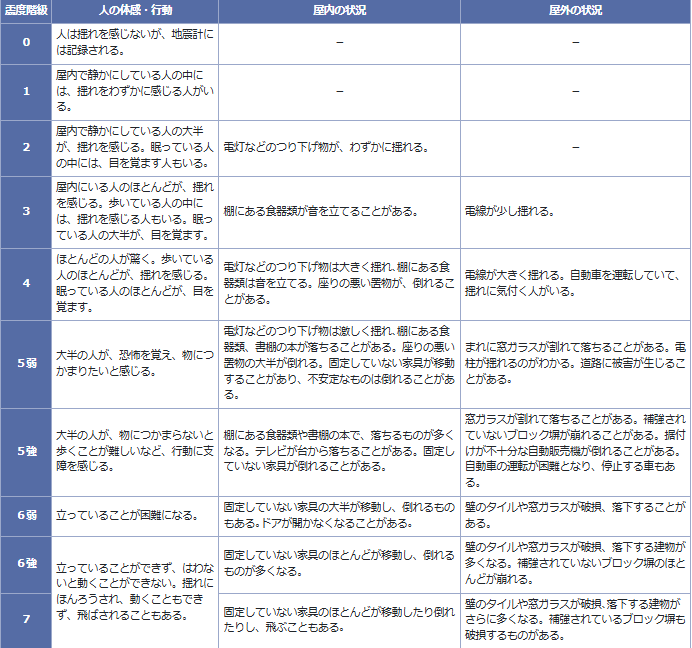 震度階級 人の体感・行動 屋内の状況 屋外の状況
0
人は揺れを感じないが、地震計に
は記録される。
－
－
1
屋内で静かにしている人の中に
は、揺れをわずかに感じる人がい
る。
－
－
2
屋内で静かにしている人の大半
が、揺れを感じる。眠っている人
の中には、目を覚ます人もいる。
電灯などのつり下げ物が、わずかに揺れる。
－
3
屋内にいる人のほとんどが、揺れ
を感じる。歩いている人の中に
は、揺れを感じる人もいる。眠っ
ている人の大半が、目を覚ます。
棚にある食器類が音を立てることがある。
電線が少し揺れる。
4
ほとんどの人が驚く。歩いている
人のほとんどが、揺れを感じる。
眠っている人のほとんどが、目を
覚ます。
電灯などのつり下げ物は大きく揺れ､棚にある食
器類は音を立てる。座りの悪い置物が、倒れるこ
とがある。
電線が大きく揺れる。自動車を運転していて、
揺れに気付く人がいる。
5弱
大半の人が、恐怖を覚え、物につ
かまりたいと感じる。
電灯などのつり下げ物は激しく揺れ､棚にある食
器類、書棚の本が落ちることがある。座りの悪い
置物の大半が倒れる。固定していない家具が移動
することがあり、不安定なものは倒れることがあ
る。
まれに窓ガラスが割れて落ちることがある。電
柱が揺れるのがわかる。道路に被害が生じるこ
とがある。
5強
大半の人が、物につかまらないと
歩くことが難しいなど、行動に支
障を感じる。
棚にある食器類や書棚の本で、落ちるものが多く
なる。テレビが台から落ちることがある。固定し
ていない家具が倒れることがある。
窓ガラスが割れて落ちることがある。補強され
ていないブロック塀が崩れることがある。据付
けが不十分な自動販売機が倒れることがある。
自動車の運転が困難となり、停止する車もあ
る。
6弱
立っていることが困難になる。
固定していない家具の大半が移動し、倒れるもの
もある｡ドアが開かなくなることがある。
壁のタイルや窓ガラスが破損、落下することが
ある。
6強
立っていることができず、はわな
いと動くことができない。揺れに
ほんろうされ、動くこともでき
ず、飛ばされることもある。
固定していない家具のほとんどが移動し、倒れる
ものが多くなる。
壁のタイルや窓ガラスが破損、落下する建物が
多くなる。補強されていないブロック塀のほと
んどが崩れる。
7
固定していない家具のほとんどが移動したり倒れ
たりし、飛ぶこともある。
壁のタイルや窓ガラスが破損､落下する建物が
さらに多くなる。補強されているブロック塀も
破損するものがある。